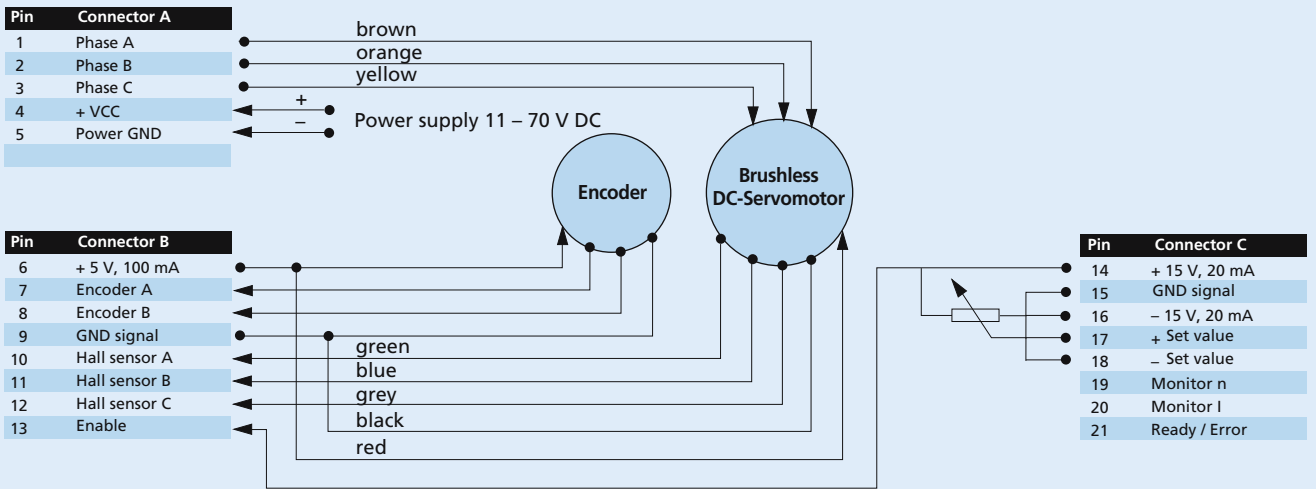 Pin Connector A
1 Phase A
2 Phase B
3 Phase C
4 + VCC
5 Power GND
brown
orange
yellow
+
–
Power supply 11 – 70 V DC
Encoder
Brushless
DC-Servomotor
Pin Connector B
6 + 5 V, 100 mA
7 Encoder A
8 Encoder B
9 GND signal
10 Hall sensor A
11 Hall sensor B
12 Hall sensor C
13 Enable
green
blue
grey
black
red
Pin Connector C
14 + 15 V, 20 mA
15 GND signal
16 – 15 V, 20 mA
17 + Set value
18 – Set value
19 Monitor n
20 Monitor I
21 Ready / Error